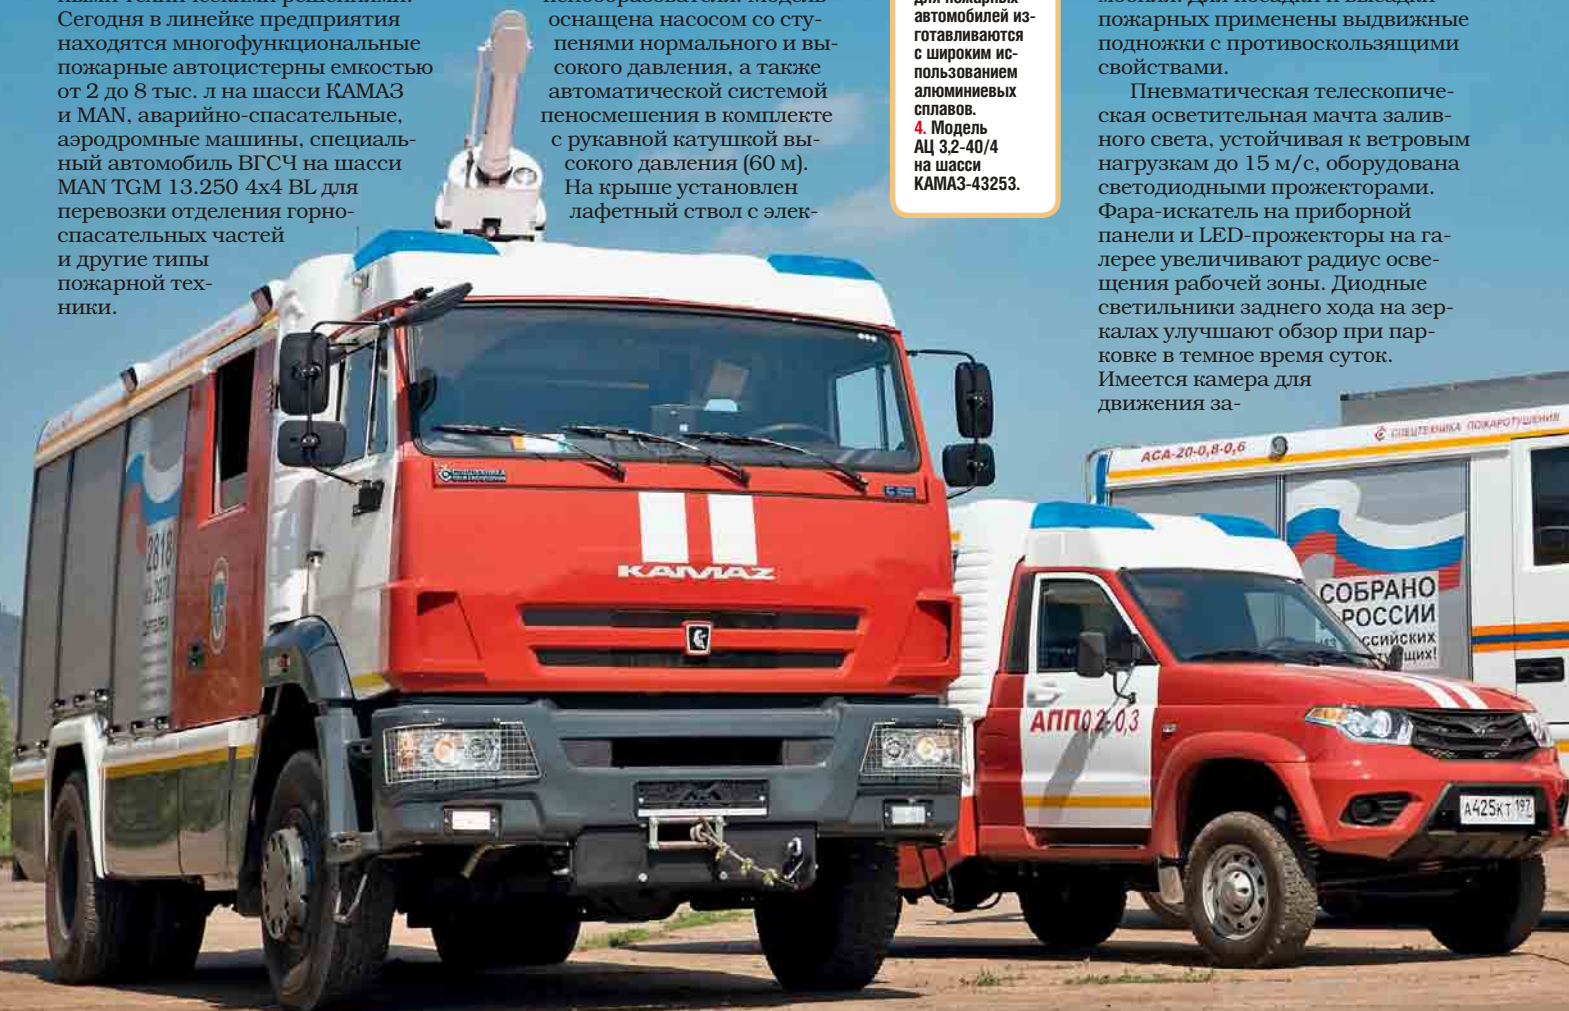 Сегодня в линейке предприятия
находятся многофункциональные
пожарные автоцистерны емкостью
от 2 до 8 тыс. л на шасси КАМАЗ
и MAN, аварийно-спасательные,
аэродромные машины, специаль-
ный автомобиль ВГСЧ на шасси
MAN TGM 13.250 4x4 BL для
перевозки отделения горно-
спасательных частей
и другие типы
пожарной тех-
ники.
оснащена насосом со сту-
пенями нормального и вы-
сокого давления, а также
автоматической системой
пеносмешения в комплекте
с рукавной катушкой вы-
сокого давления (60 м).
На крыше установлен
лафетный ствол с элек-
для пожарных
автомобилей из-
готавливаются
с широким ис-
пользованием
алюминиевых
сплавов.
4. Модель
АЦ 3,2-40/4
на шасси
КАМАЗ-43253.
пожарных применены выдвижные
подножки с противоскользящими
свойствами.
Пневматическая телескопиче-
ская осветительная мачта залив-
ного света, устойчивая к ветровым
нагрузкам до 15 м/с, оборудована
светодиодными прожекторами.
Фара-искатель на приборной
панели и LED-прожекторы на га-
лерее увеличивают радиус осве-
щения рабочей зоны. Диодные
светильники заднего хода на зер-
калах улучшают обзор при пар-
ковке в темное время суток.
Имеется камера для
движения за-
АСА-20-0,8-0,6
СПЕЦТЕХНИКА ПОЖАРОТУШЕНИЯ
СПЕЦТЕХНИКА
2818
KAMAZ
СОБРАНО
РОССИИ
АПП 0,2-0,3
А425КТ 197